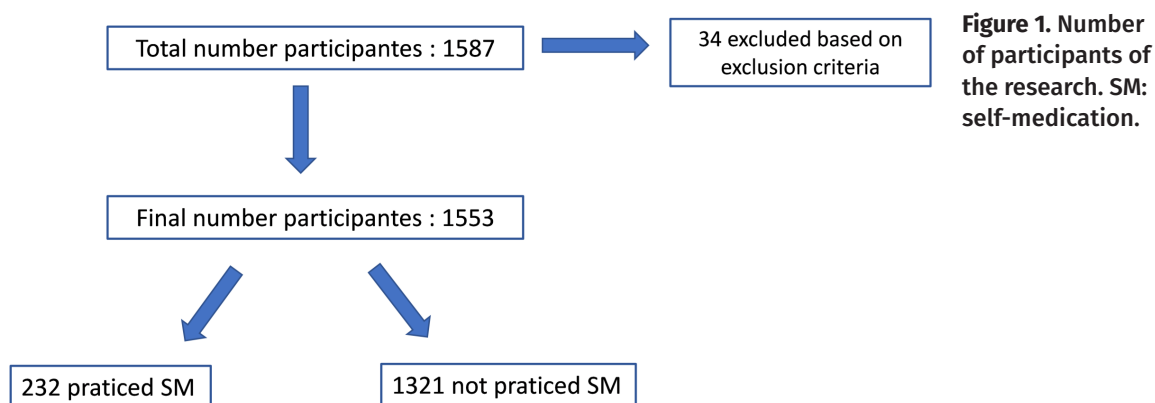 Total number participantes : 1587
34 excluded based on
exclusion criteria
Figure 1. Number
of participants of
the research. SM:
self-medication.
Final number participantes : 1553
232 praticed SM
1321 not praticed SM